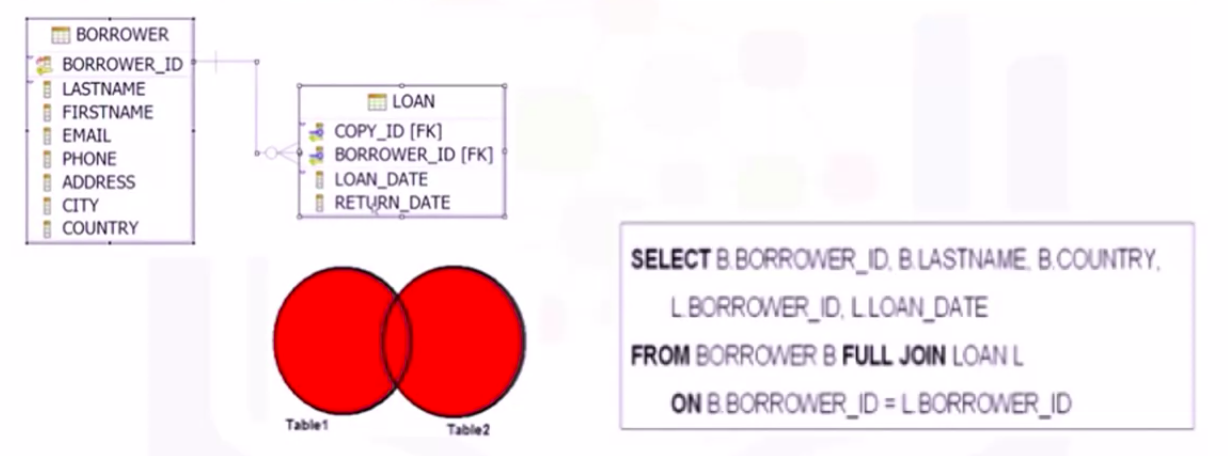 BORROWER
BORROWER_ID
LASTNAME
FIRSTNAME
EMAIL
PHONE
ADDRESS
CITY
COUNTRY
LOAN
COPY_ID [FK]
BORROWER_ID [FK]
LOAN_DATE
RETURN_DATE
Table1
Table2
SELECT B.BORROWER_ID, B.LASTNAME, B.COUNTRY,
L.BORROWER_ID, L.LOAN_DATE
FROM BORROWER B FULL JOIN LOAN L
ON B.BORROWER_ID = L.BORROWER_ID